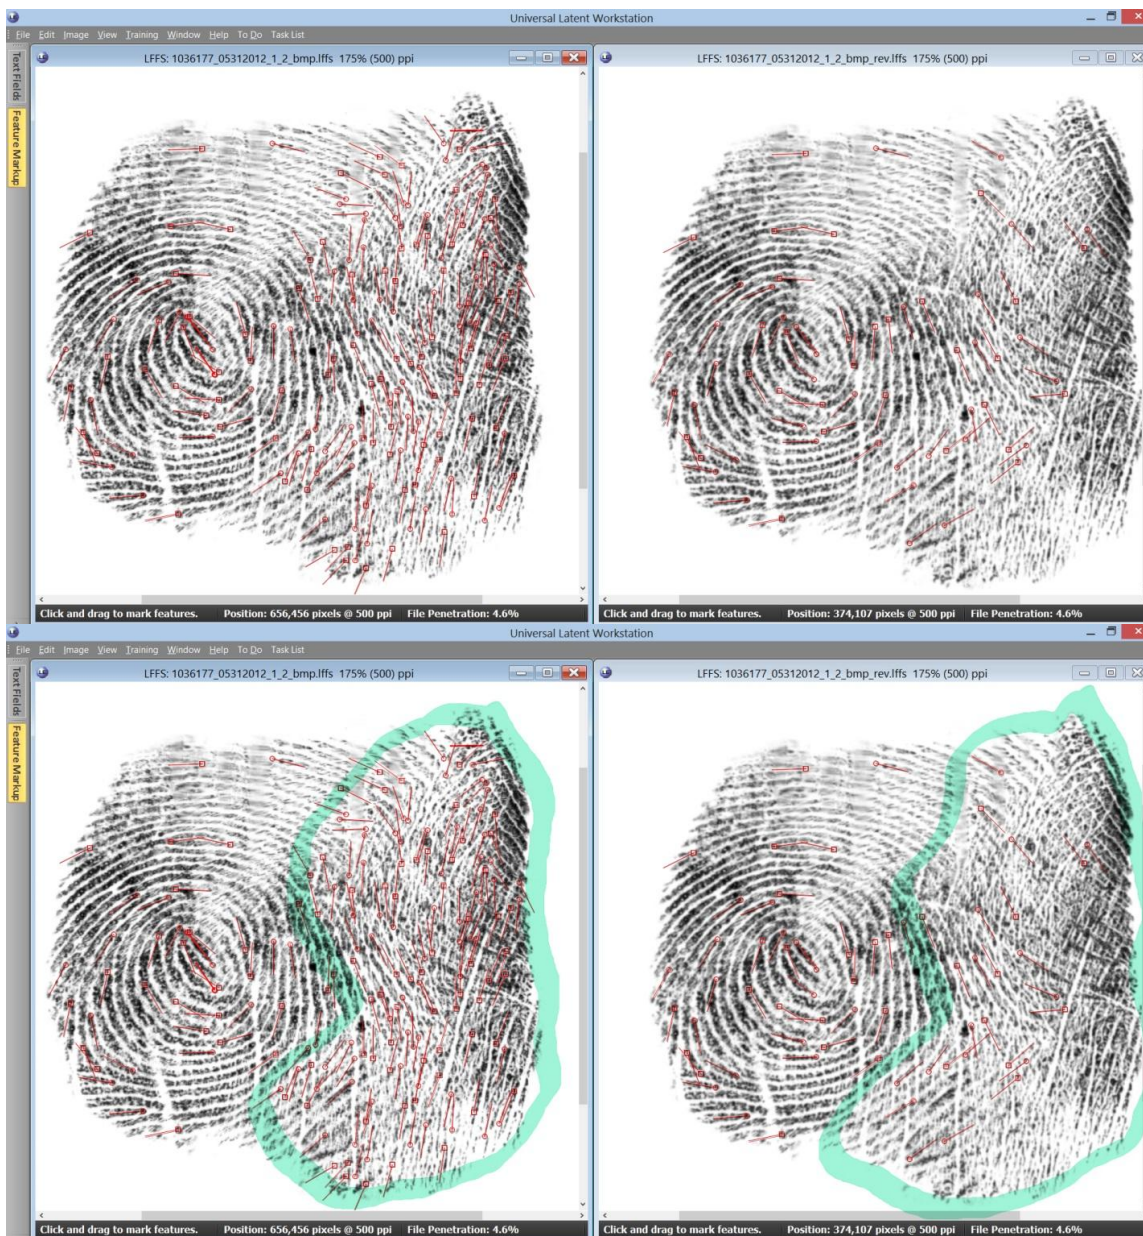 Universal Latent Workstation
File Edit Image View Training Window Help To Do Task List
Text Fields
Feature Markup
LFFS: 1036177_05312012_1_2_bmp.lffs 175% (500) ppi
LFFS: 1036177_05312012_1_2_bmp_rev.lffs 175% (500) ppi
Click and drag to mark features. Position: 656,456 pixels @ 500 ppi File Penetration: 4.6%
Click and drag to mark features. Position: 374,107 pixels @ 500 ppi File Penetration: 4.6%
Universal Latent Workstation
File Edit Image View Training Window Help To Do Task List
Text Fields
Feature Markup
LFFS: 1036177_05312012_1_2_bmp.lffs 175% (500) ppi
LFFS: 1036177_05312012_1_2_bmp_rev.lffs 175% (500) ppi
Click and drag to mark features. Position: 656,456 pixels @ 500 ppi File Penetration: 4.6%
Click and drag to mark features. Position: 374,107 pixels @ 500 ppi File Penetration: 4.6%